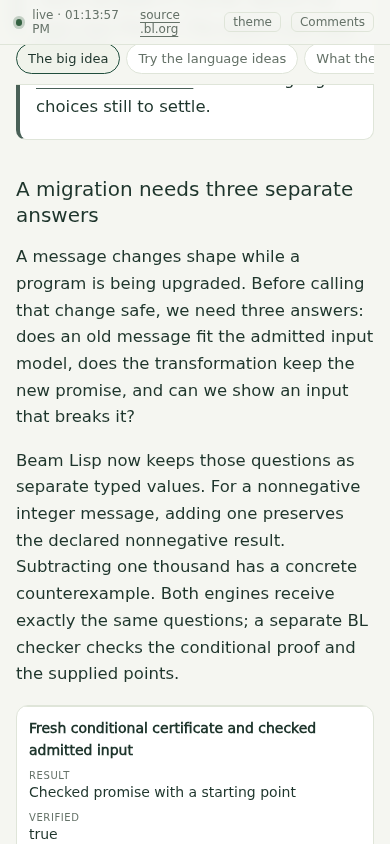 live · 01:13:57 PM
source .bl.org
theme
Comments
The big idea
Try the language ideas
What the
choices still to settle.
A migration needs three separate
answers
A message changes shape while a
program is being upgraded. Before calling
that change safe, we need three answers:
does an old message fit the admitted input
model, does the transformation keep the
new promise, and can we show an input
that breaks it?
Beam Lisp now keeps those questions as
separate typed values. For a nonnegative
integer message, adding one preserves
the declared nonnegative result.
Subtracting one thousand has a concrete
counterexample. Both engines receive
exactly the same questions; a separate BL
checker checks the conditional proof and
the supplied points.
Fresh conditional certificate and checked
admitted input
RESULT
Checked promise with a starting point
VERIFIED
true